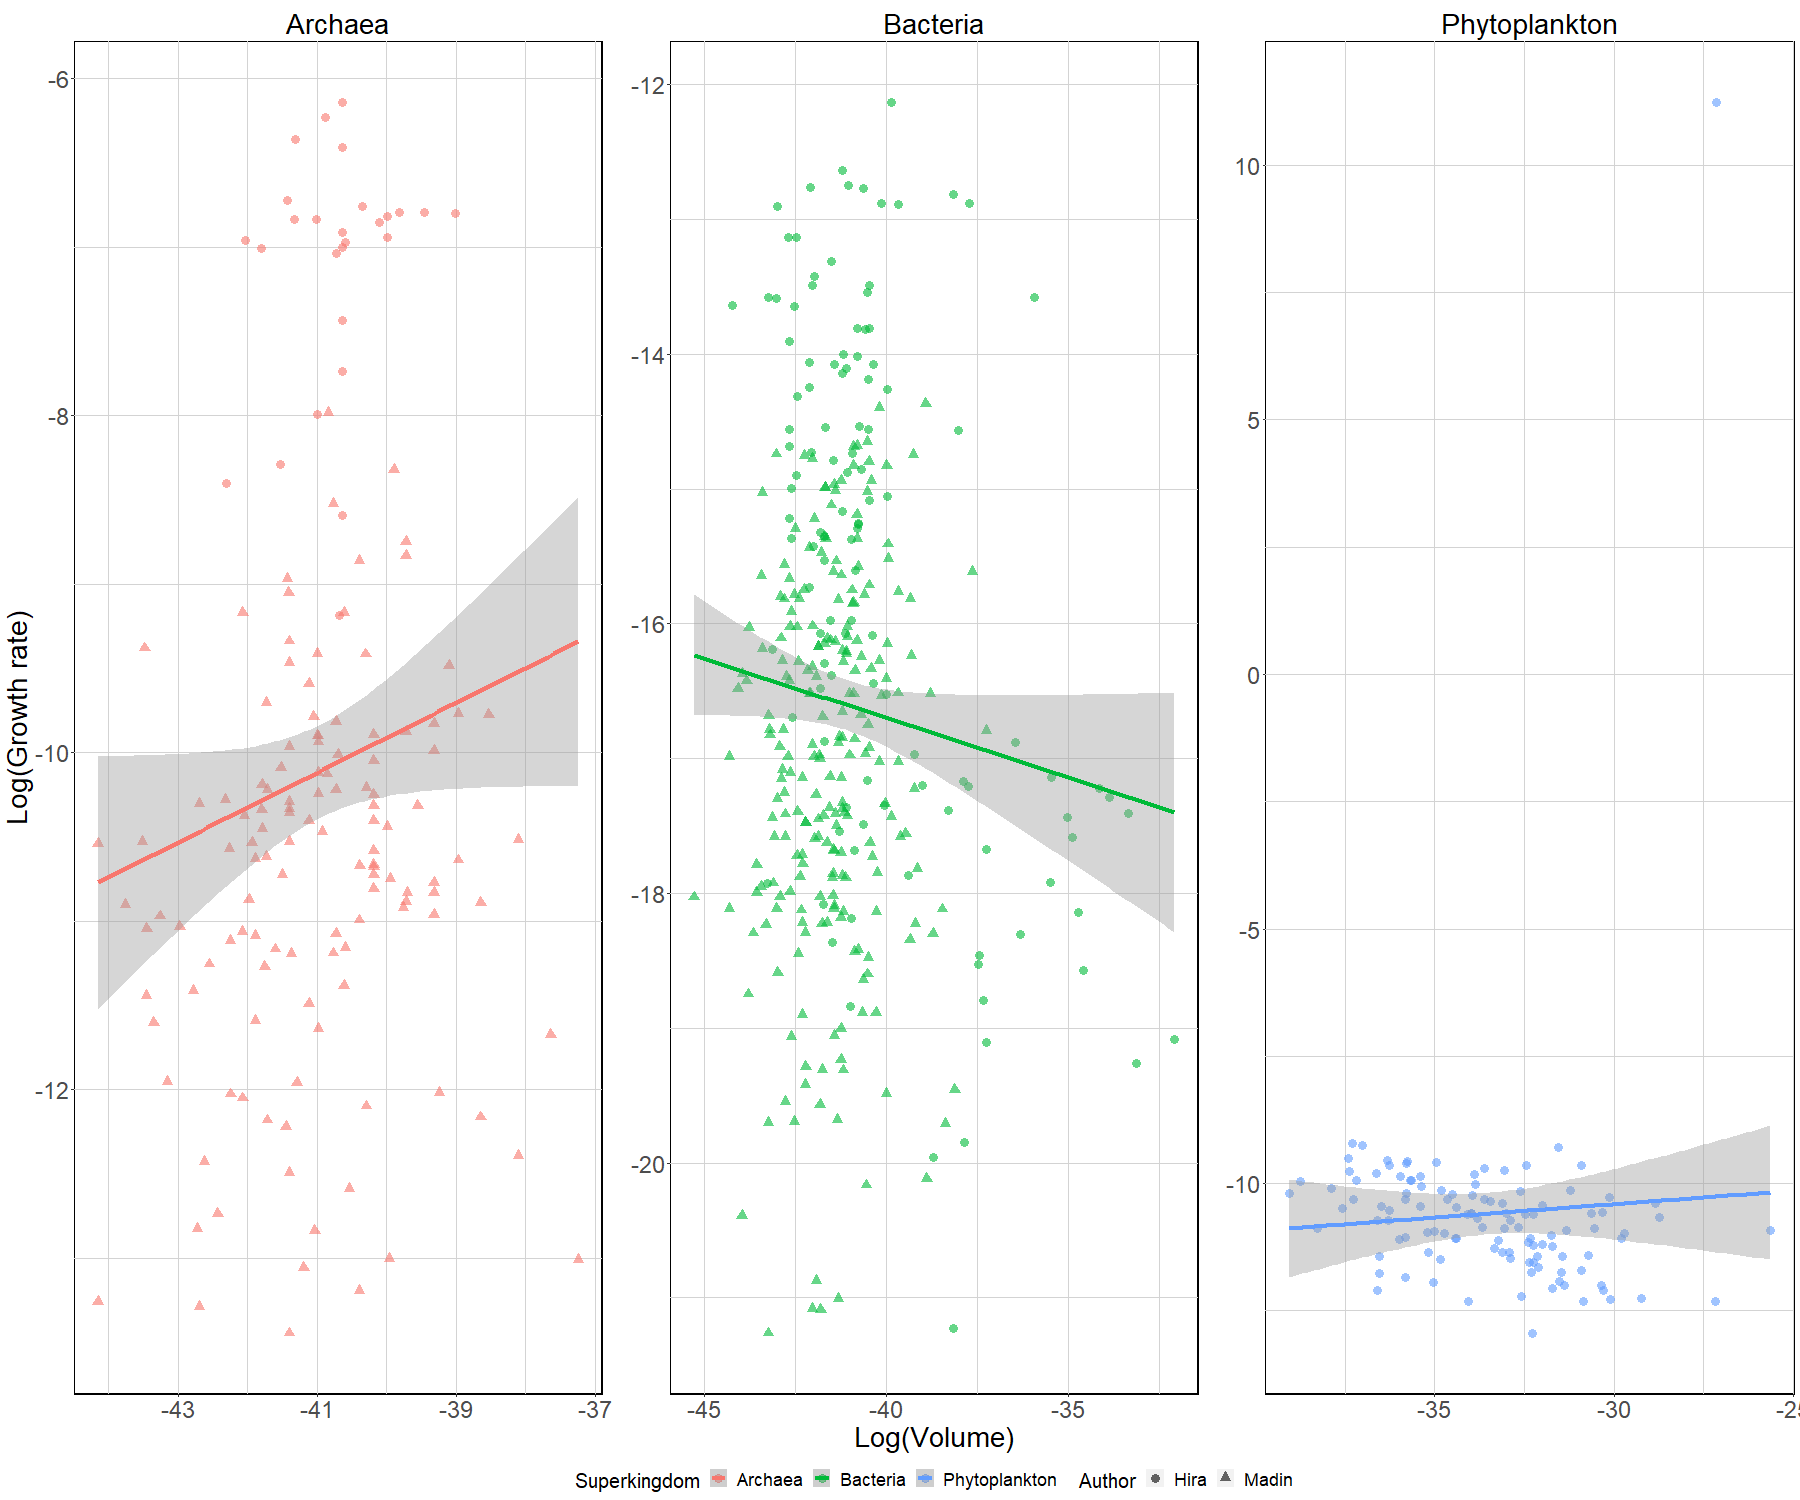 Archaea Bacteria Phytoplankton
Log(Growth rate)
-6
-8
-10
-12
-12
-14
-16
-18
-20
10
5
0
-5
-10
-43 -41 -39 -37 -45 -40 -35 -35 -30 -25
Log(Volume)
Superkingdom Archaea Bacteria Phytoplankton Author Hira Madin